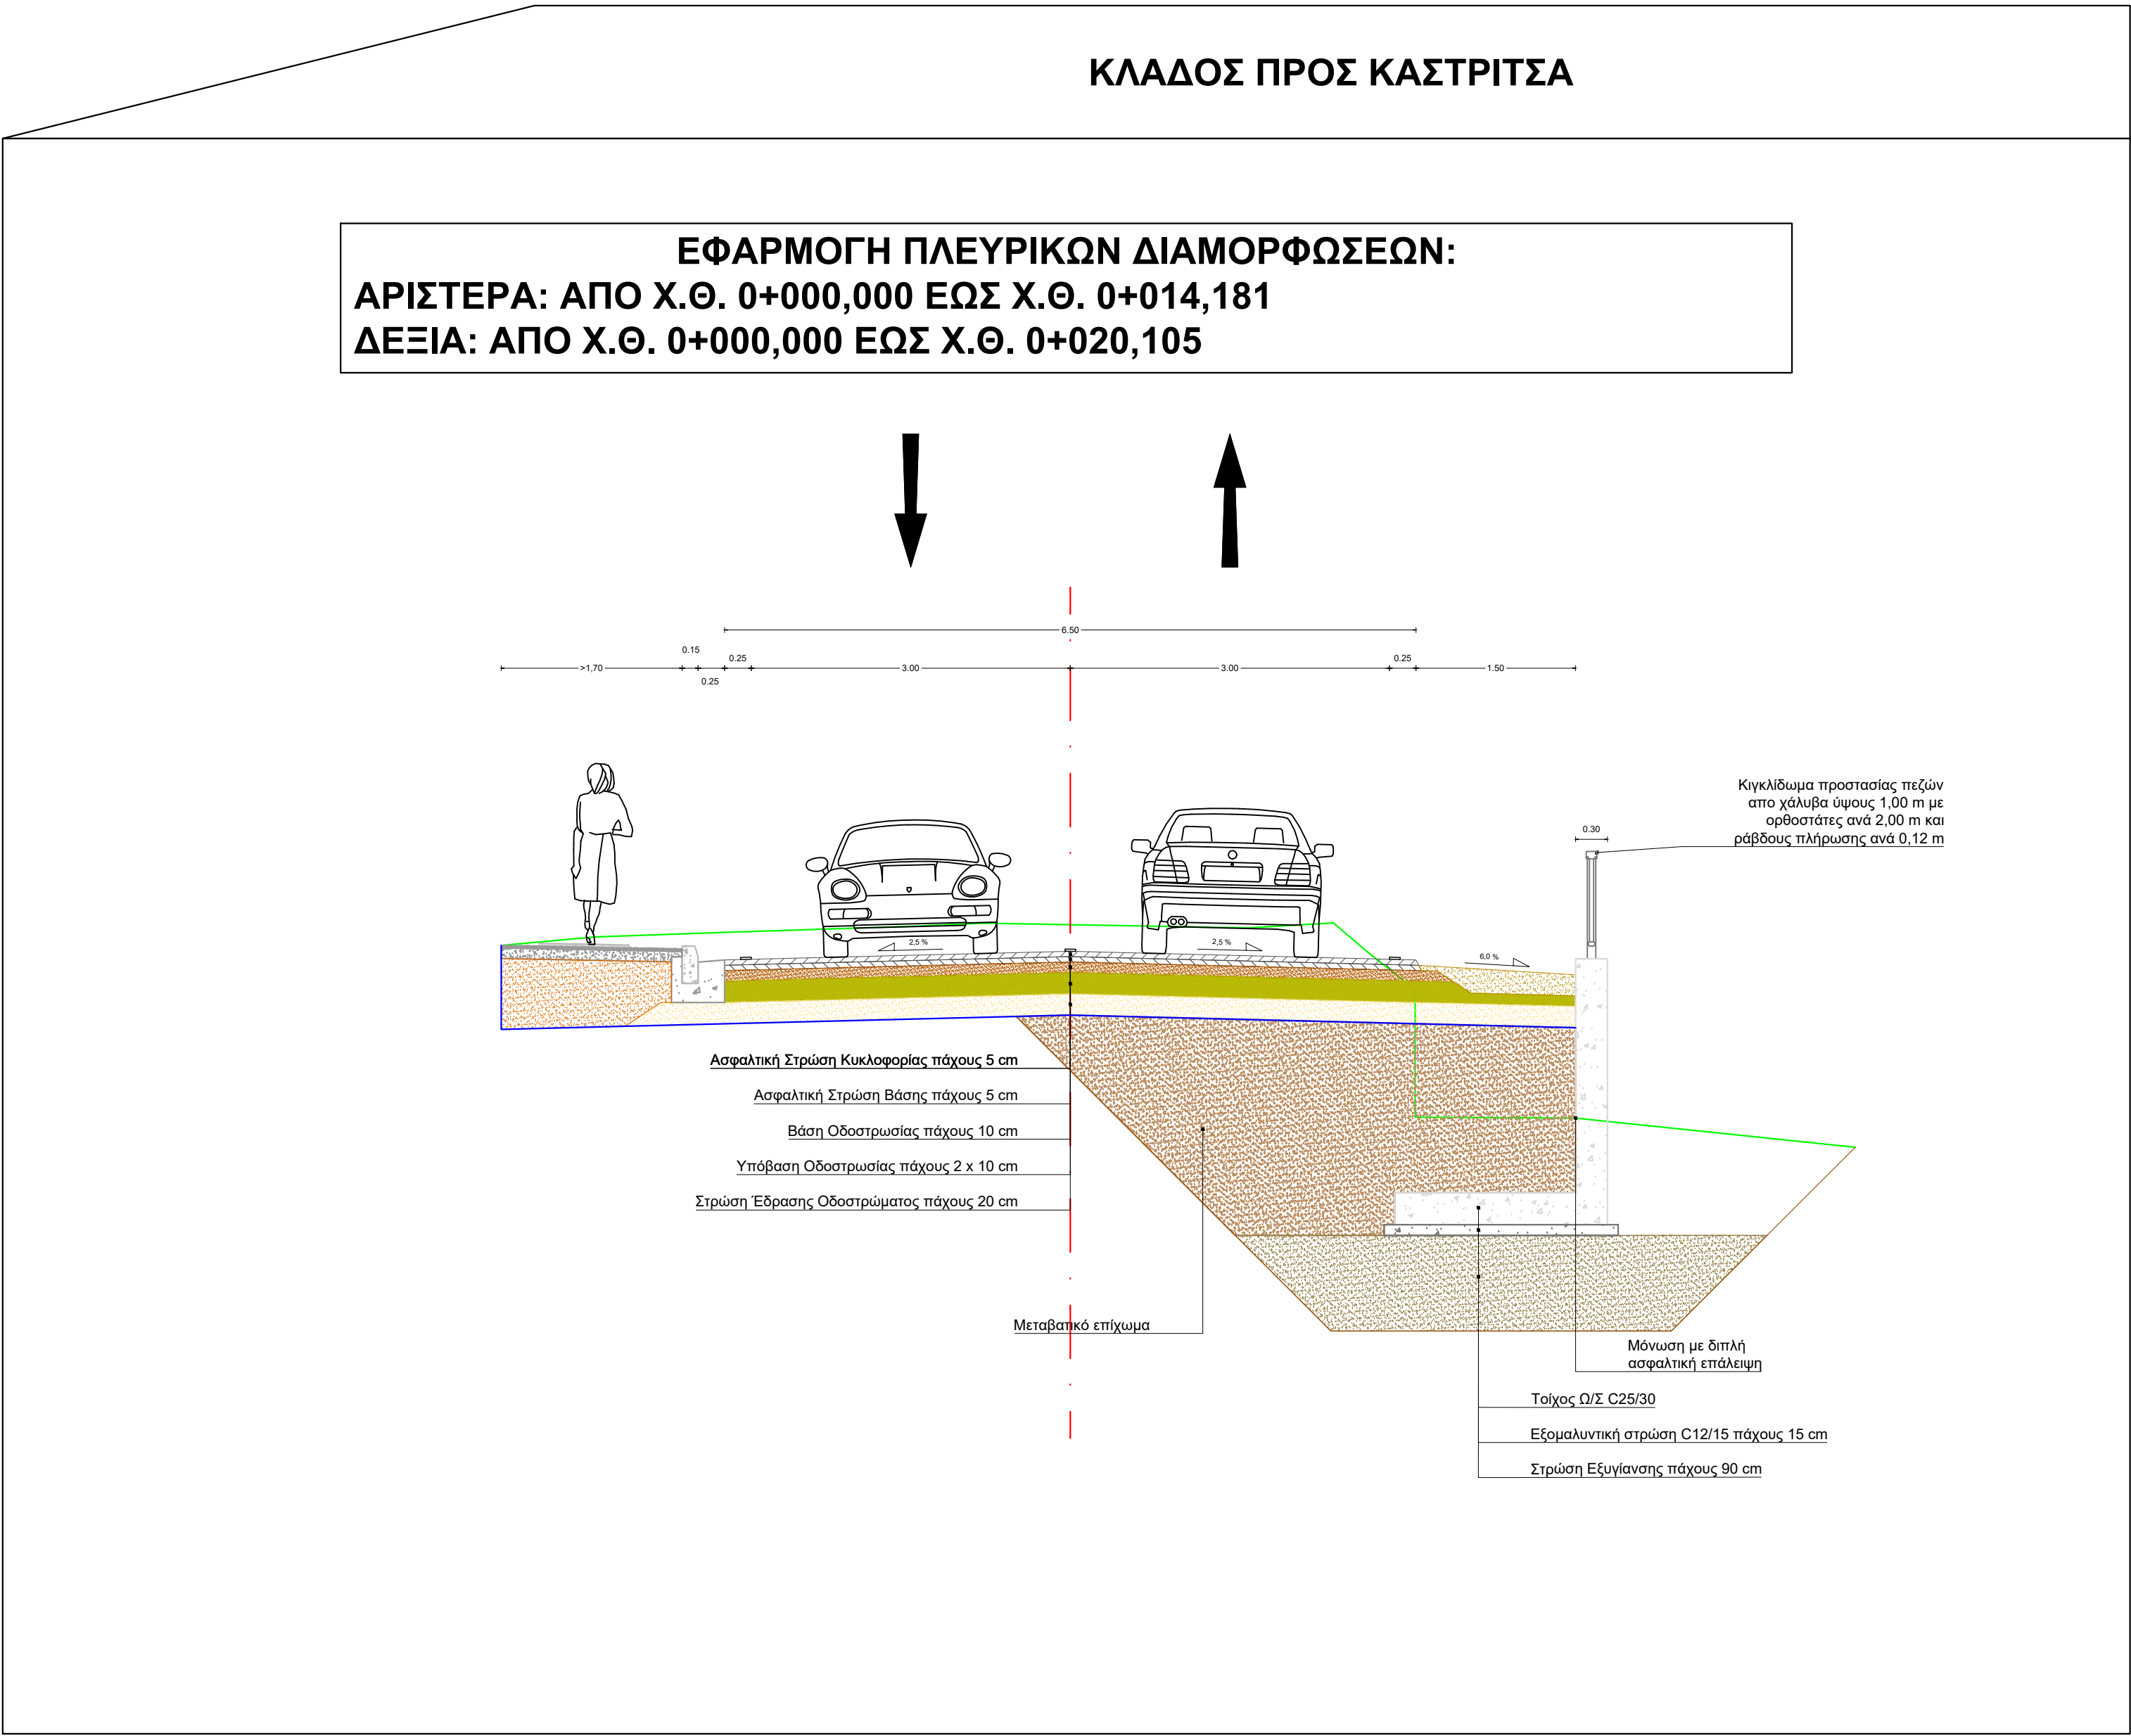 ΚΛΑΔΟΣ ΠΡΟΣ ΚΑΣΤΡΙΤΣΑ
ΕΦΑΡΜΟΓΗ ΠΛΕΥΡΙΚΩΝ ΔΙΑΜΟΡΦΩΣΕΩΝ:
ΑΡΙΣΤΕΡΑ: ΑΠΟ Χ.Θ. 0+000,000 ΕΩΣ Χ.Θ. 0+014,181
ΔΕΞΙΑ: ΑΠΟ Χ.Θ. 0+000,000 ΕΩΣ Χ.Θ. 0+020,105
6.50
>1,70
0.15
0.25
0.25
3.00
3.00
0.25
1.50
Κιγκλίδωμα προστασίας πεζών
απο χάλυβα ύψους 1,00 m με
ορθοστάτες ανά 2,00 m και
ράβδους πλήρωσης ανά 0,12 m
0.30
2,5 %
2,5 %
6,0 %
Ασφαλτική Στρώση Κυκλοφορίας πάχους 5 cm
Ασφαλτική Στρώση Βάσης πάχους 5 cm
Βάση Οδοστρωσίας πάχους 10 cm
Υπόβαση Οδοστρωσίας πάχους 2 x 10 cm
Στρώση Έδρασης Οδοστρώματος πάχους 20 cm
Μεταβατικό επίχωμα
Μόνωση με διπλή
ασφαλτική επάλειψη
Τοίχος Ω/Σ C25/30
Εξομαλυντική στρώση C12/15 πάχους 15 cm
Στρώση Εξυγίανσης πάχους 90 cm